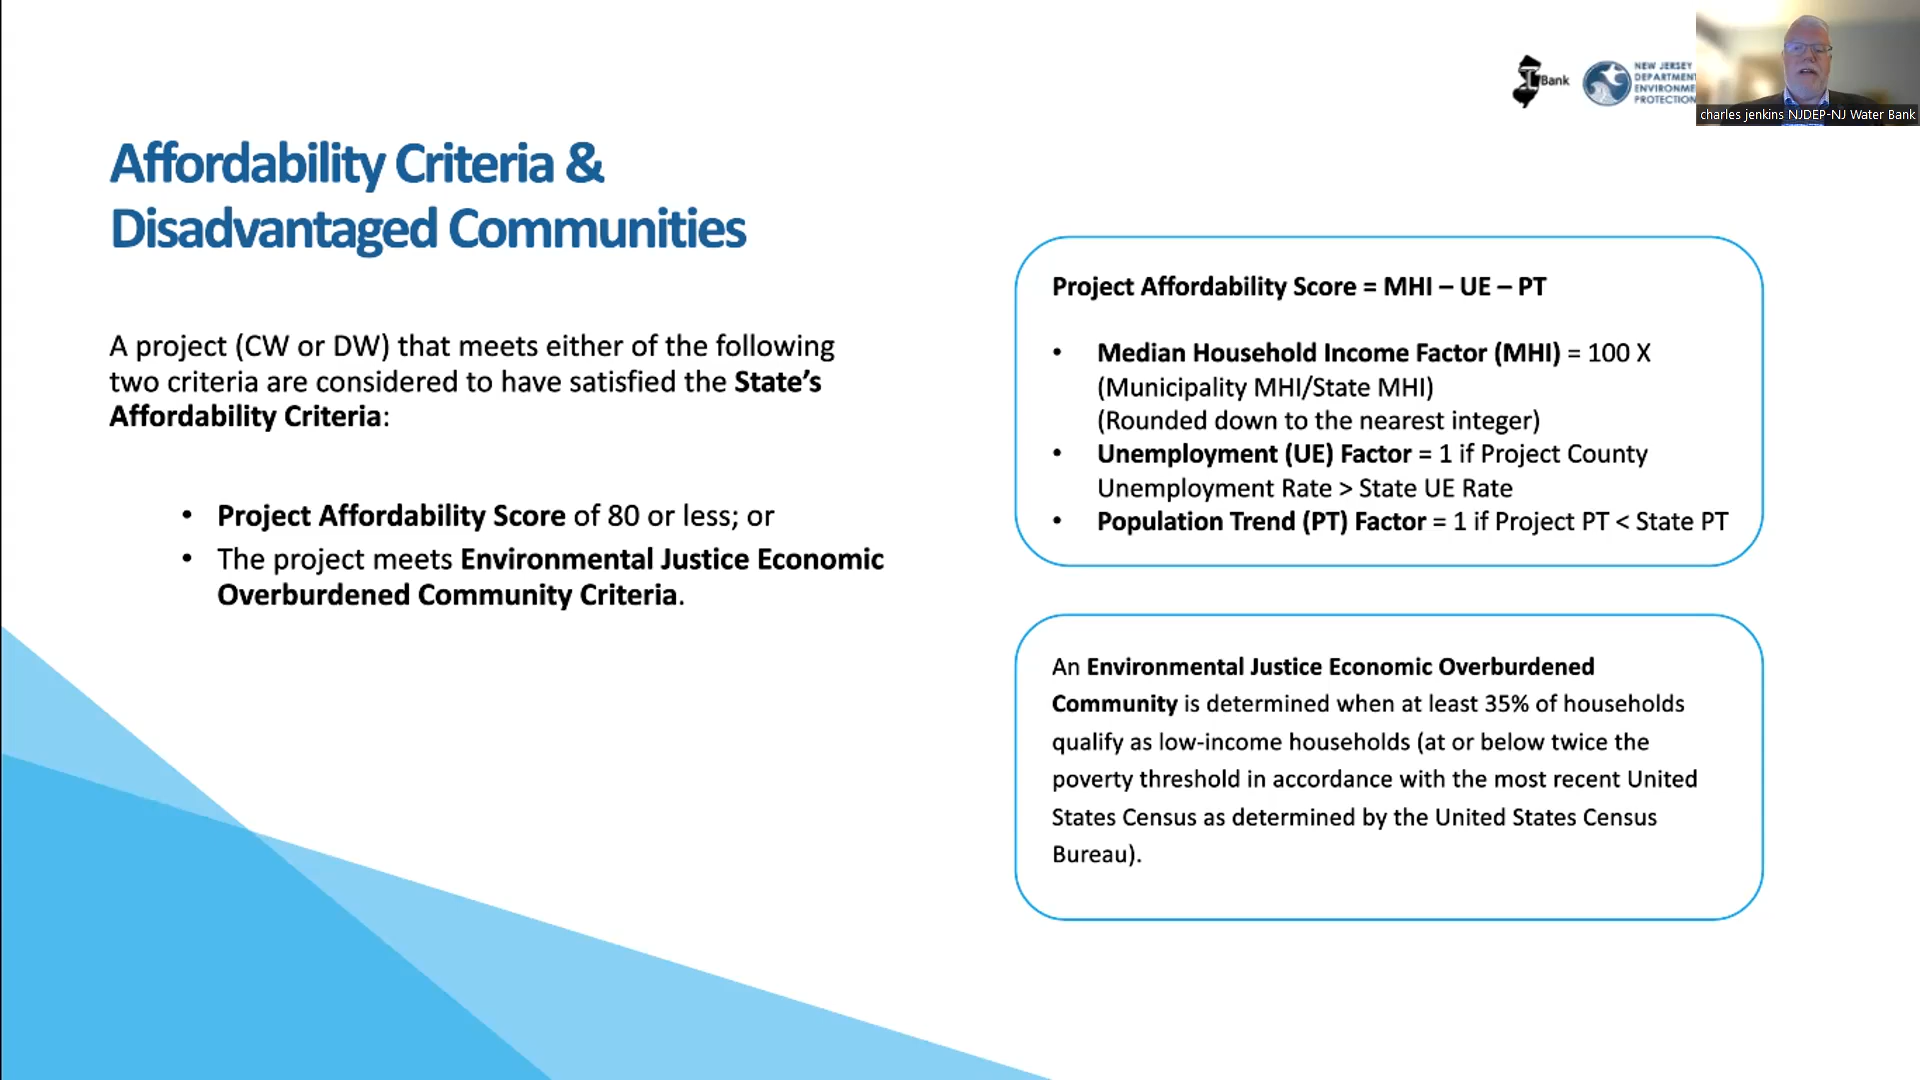 Bank
NEW JERSEY
DEPARTMENT
ENVIRONME
PROTECTION
charles jenkins NJDEP-NJ Water Bank
Affordability Criteria &
Disadvantaged Communities
A project (CW or DW) that meets either of the following
two criteria are considered to have satisfied the State’s
Affordability Criteria:
• Project Affordability Score of 80 or less; or
• The project meets Environmental Justice Economic
Overburdened Community Criteria.
Project Affordability Score = MHI – UE – PT
• Median Household Income Factor (MHI) = 100 X
(Municipality MHI/State MHI)
(Rounded down to the nearest integer)
• Unemployment (UE) Factor = 1 if Project County
Unemployment Rate > State UE Rate
• Population Trend (PT) Factor = 1 if Project PT < State PT
An Environmental Justice Economic Overburdened
Community is determined when at least 35% of households
qualify as low-income households (at or below twice the
poverty threshold in accordance with the most recent United
States Census as determined by the United States Census
Bureau).